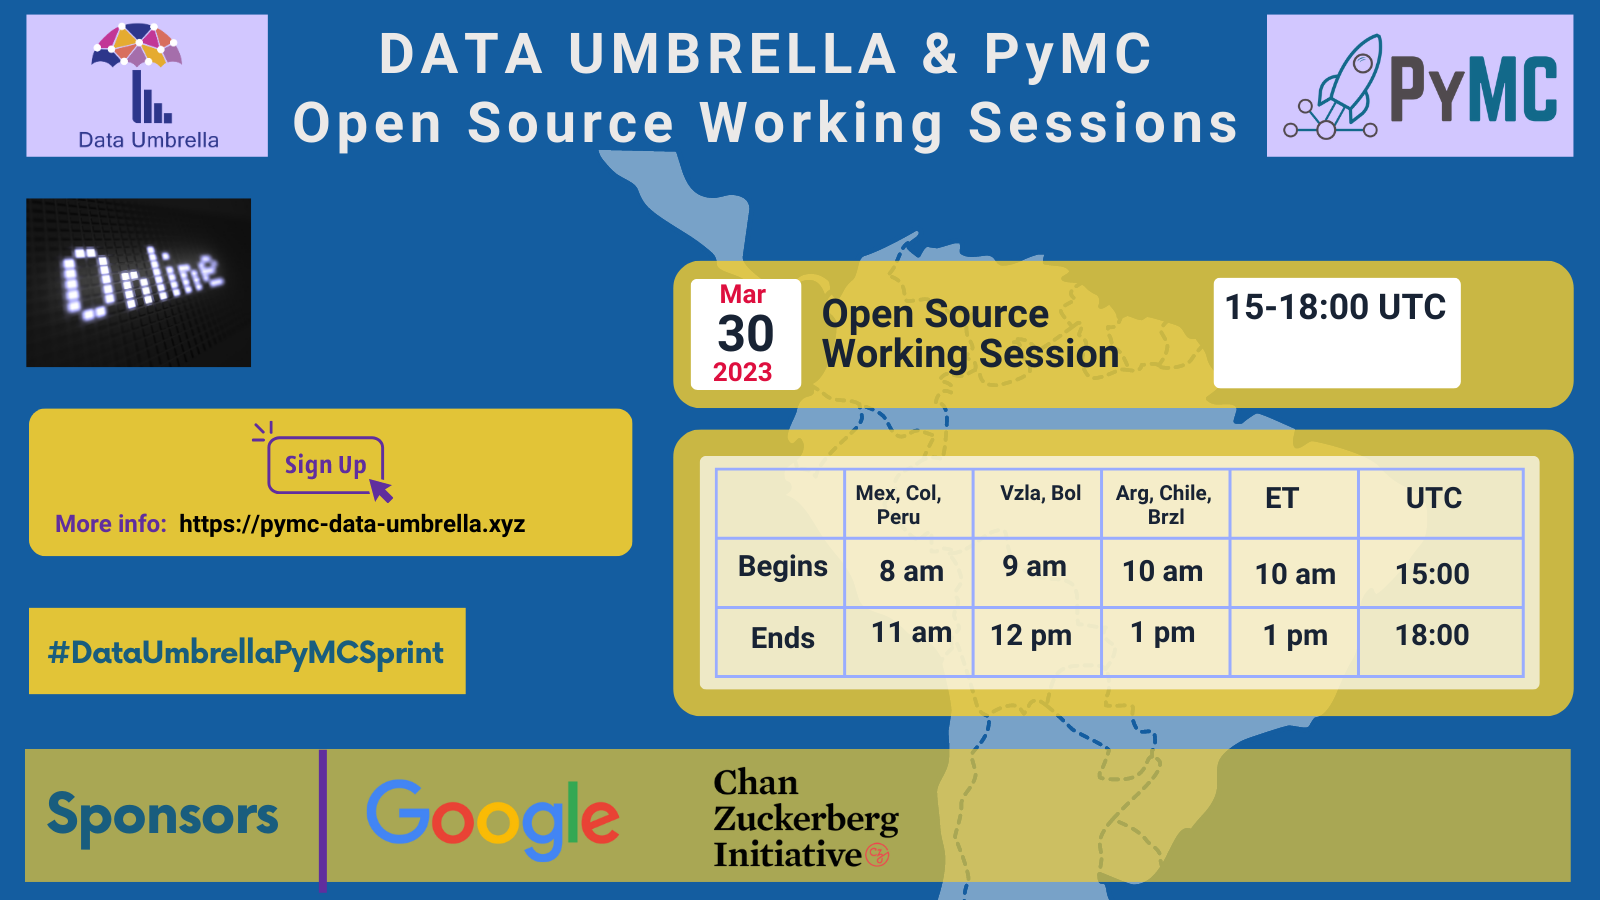 Data Umbrella
DATA UMBRELLA & PyMC
Open Source Working Sessions
PyMC
Online
Mar
30
2023
Open Source
Working Session
15-18:00 UTC
Sign Up
More info: https://pymc-data-umbrella.xyz
#DataUmbrellaPyMCSprint
Mex, Col, Peru Vzla, Bol Arg, Chile, Brzl ET UTC
Begins 8 am 9 am 10 am 10 am 15:00
Ends 11 am 12 pm 1 pm 1 pm 18:00
Sponsors
Google
Chan
Zuckerberg
Initiative
CZI